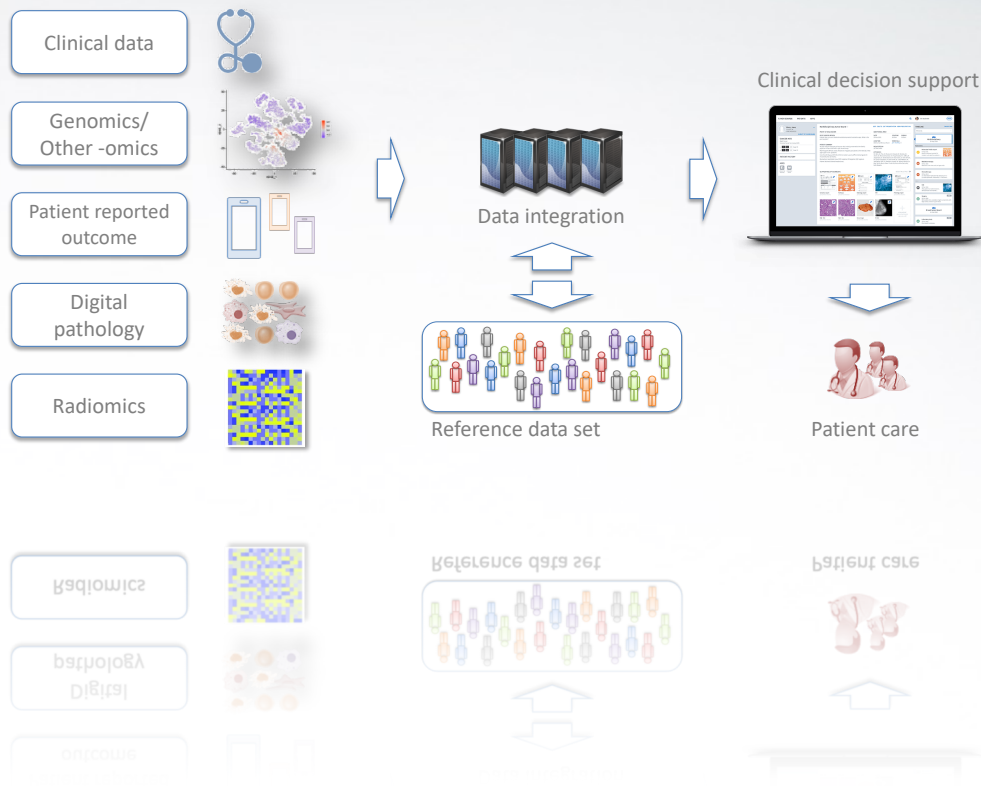 Clinical data
Genomics/
Other -omics
Patient reported
outcome
Digital
pathology
Radiomics
Data integration
Reference data set
Clinical decision support
Patient care